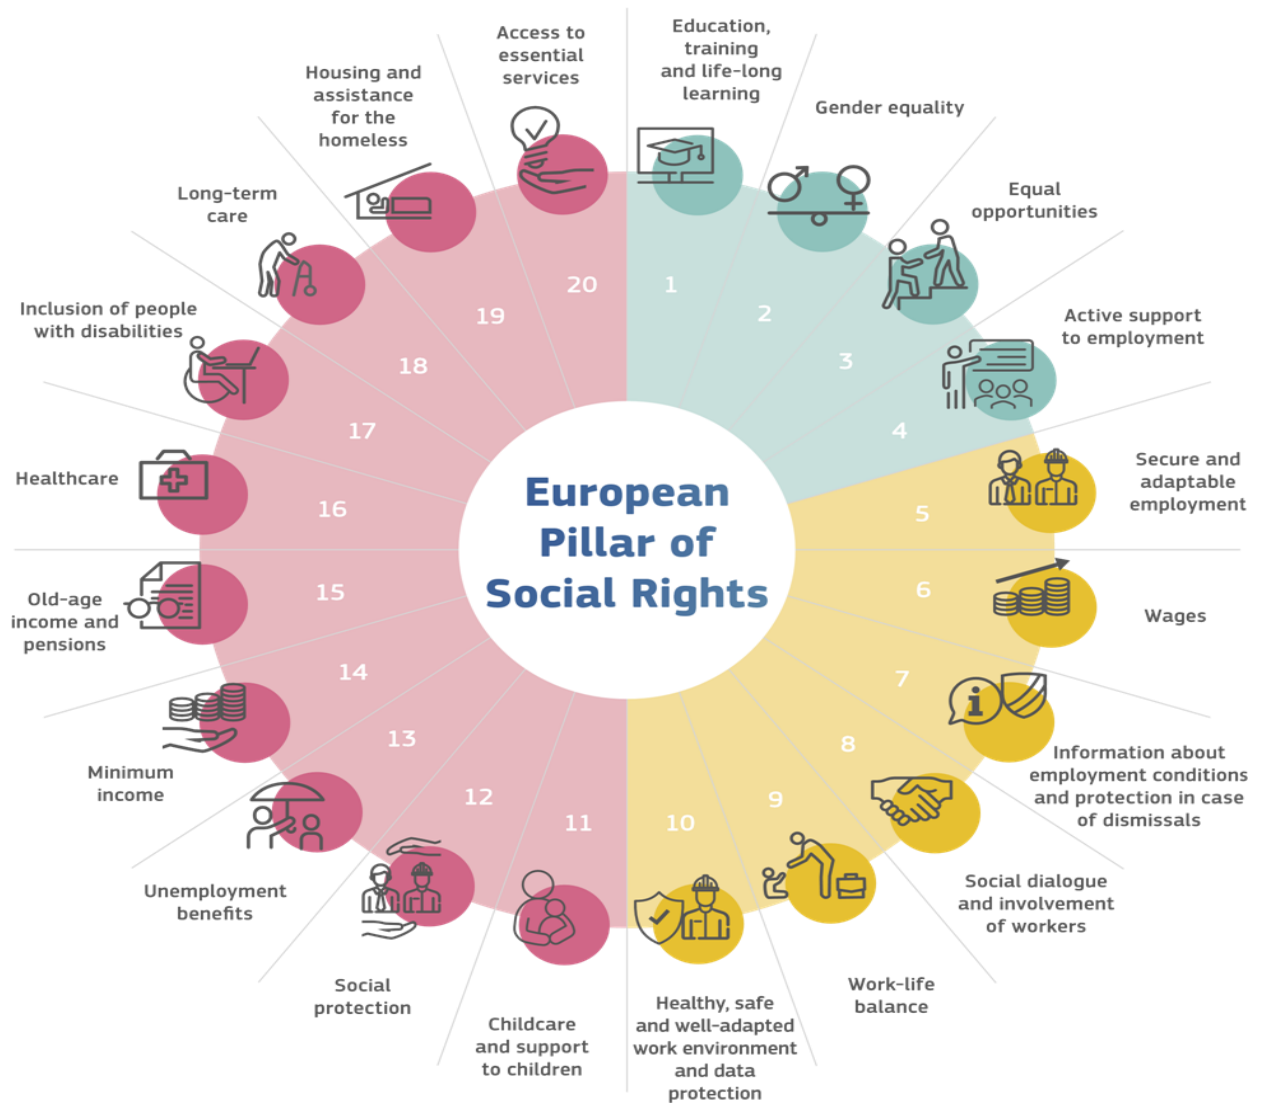 European
Pillar of
Social Rights
1
Education,
training
and life-long
learning
2
Gender equality
3
Equal
opportunities
4
Active support
to employment
5
Secure and
adaptable
employment
6
Wages
7
Information about
employment conditions
and protection in case
of dismissals
8
Social dialogue
and involvement
of workers
9
Work-life
balance
10
Healthy, safe
and well-adapted
work environment
and data
protection
11
Childcare
and support
to children
12
Social
protection
13
Unemployment
benefits
14
Minimum
income
15
Old-age
income and
pensions
16
Healthcare
17
Inclusion of people
with disabilities
18
Long-term
care
19
Housing and
assistance
for the
homeless
20
Access to
essential
services
i